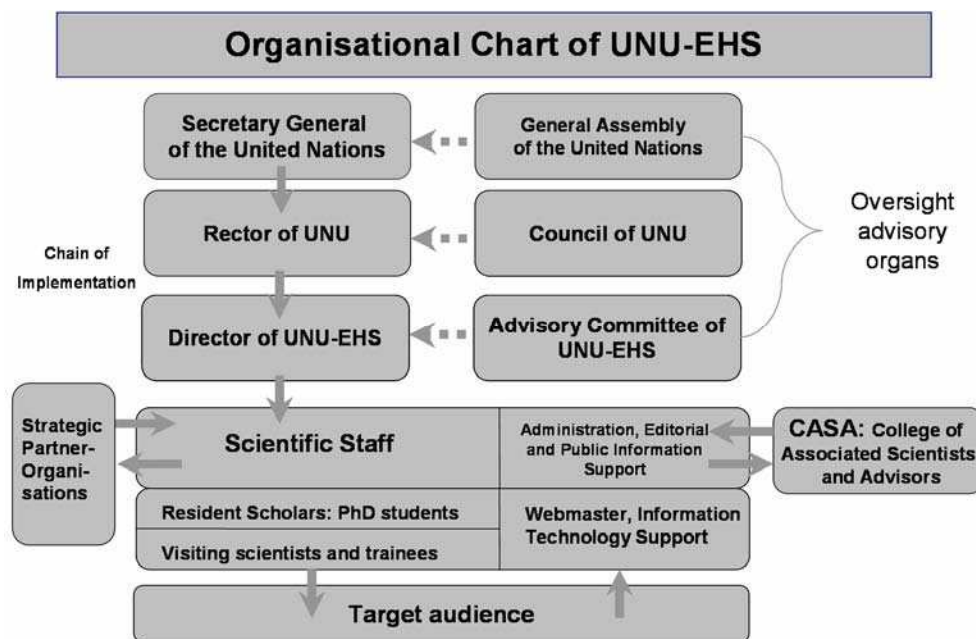 Organisational Chart of UNU-EHS
Secretary General
of the United Nations
General Assembly
of the United Nations
Rector of UNU
Council of UNU
Oversight
advisory
organs
Chain of
Implementation
Director of UNU-EHS
Advisory Committee of
UNU-EHS
Strategic
Partner-
Organi-
sations
Scientific Staff
Administration, Editorial
and Public Information
Support
CASA: College of
Associated Scientists
and Advisors
Resident Scholars: PhD students
Visiting scientists and trainees
Webmaster, Information
Technology Support
Target audience